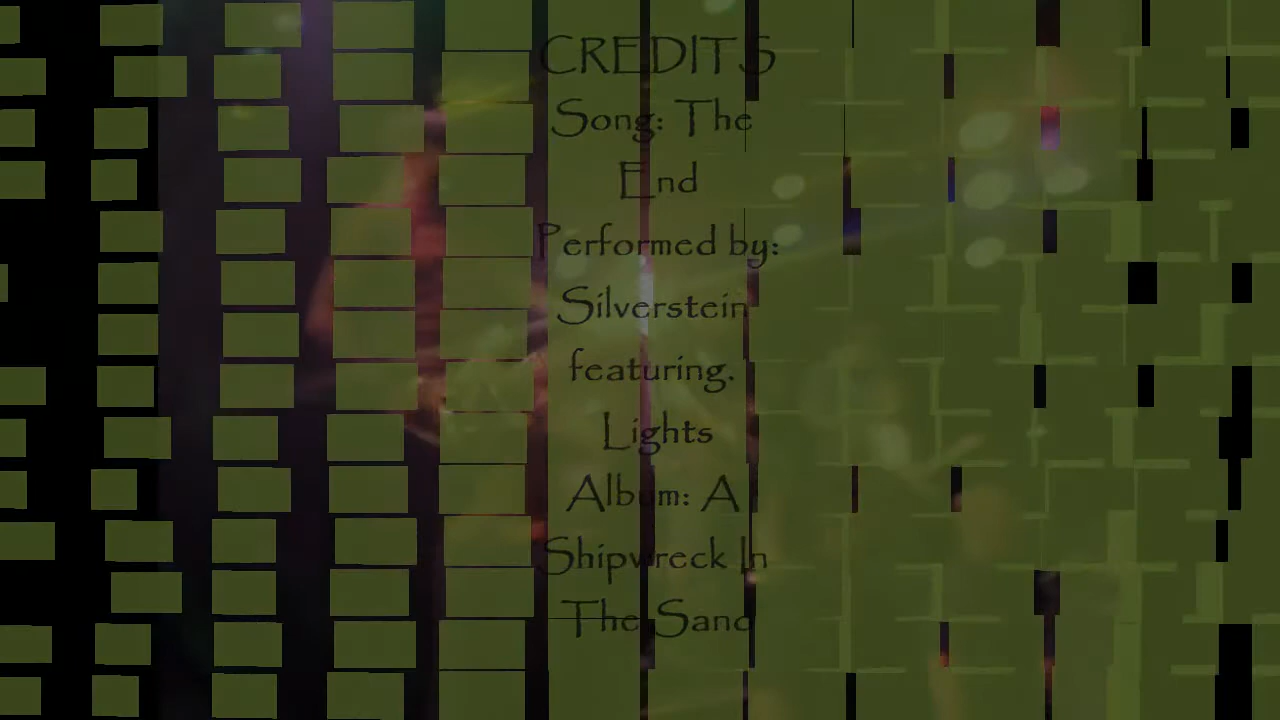 CREDITS
Song: The
End
Performed by:
Silverstein
featuring.
Lights
Album: A
Shipwreck In
The Sand